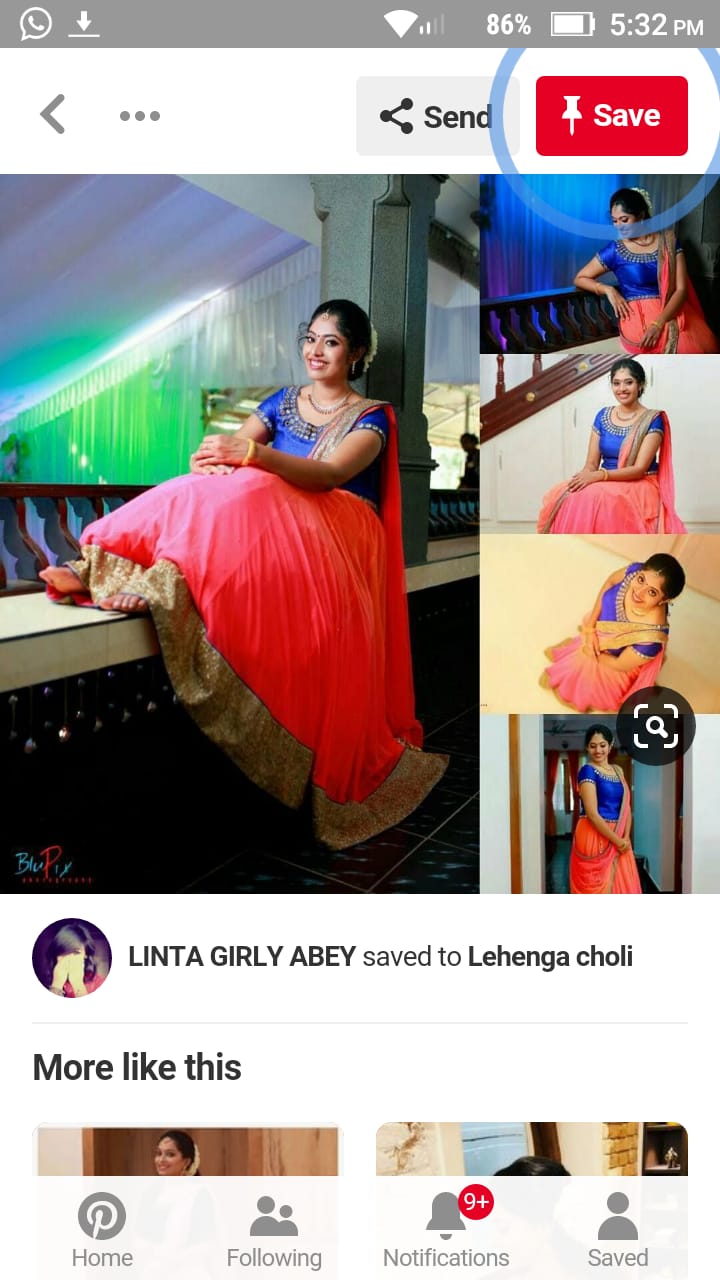 86% 5:32 PM
Send
Save
BluPix
LINTA GIRLY ABEY saved to Lehenga choli
More like this
9+
Home Following Notifications Saved